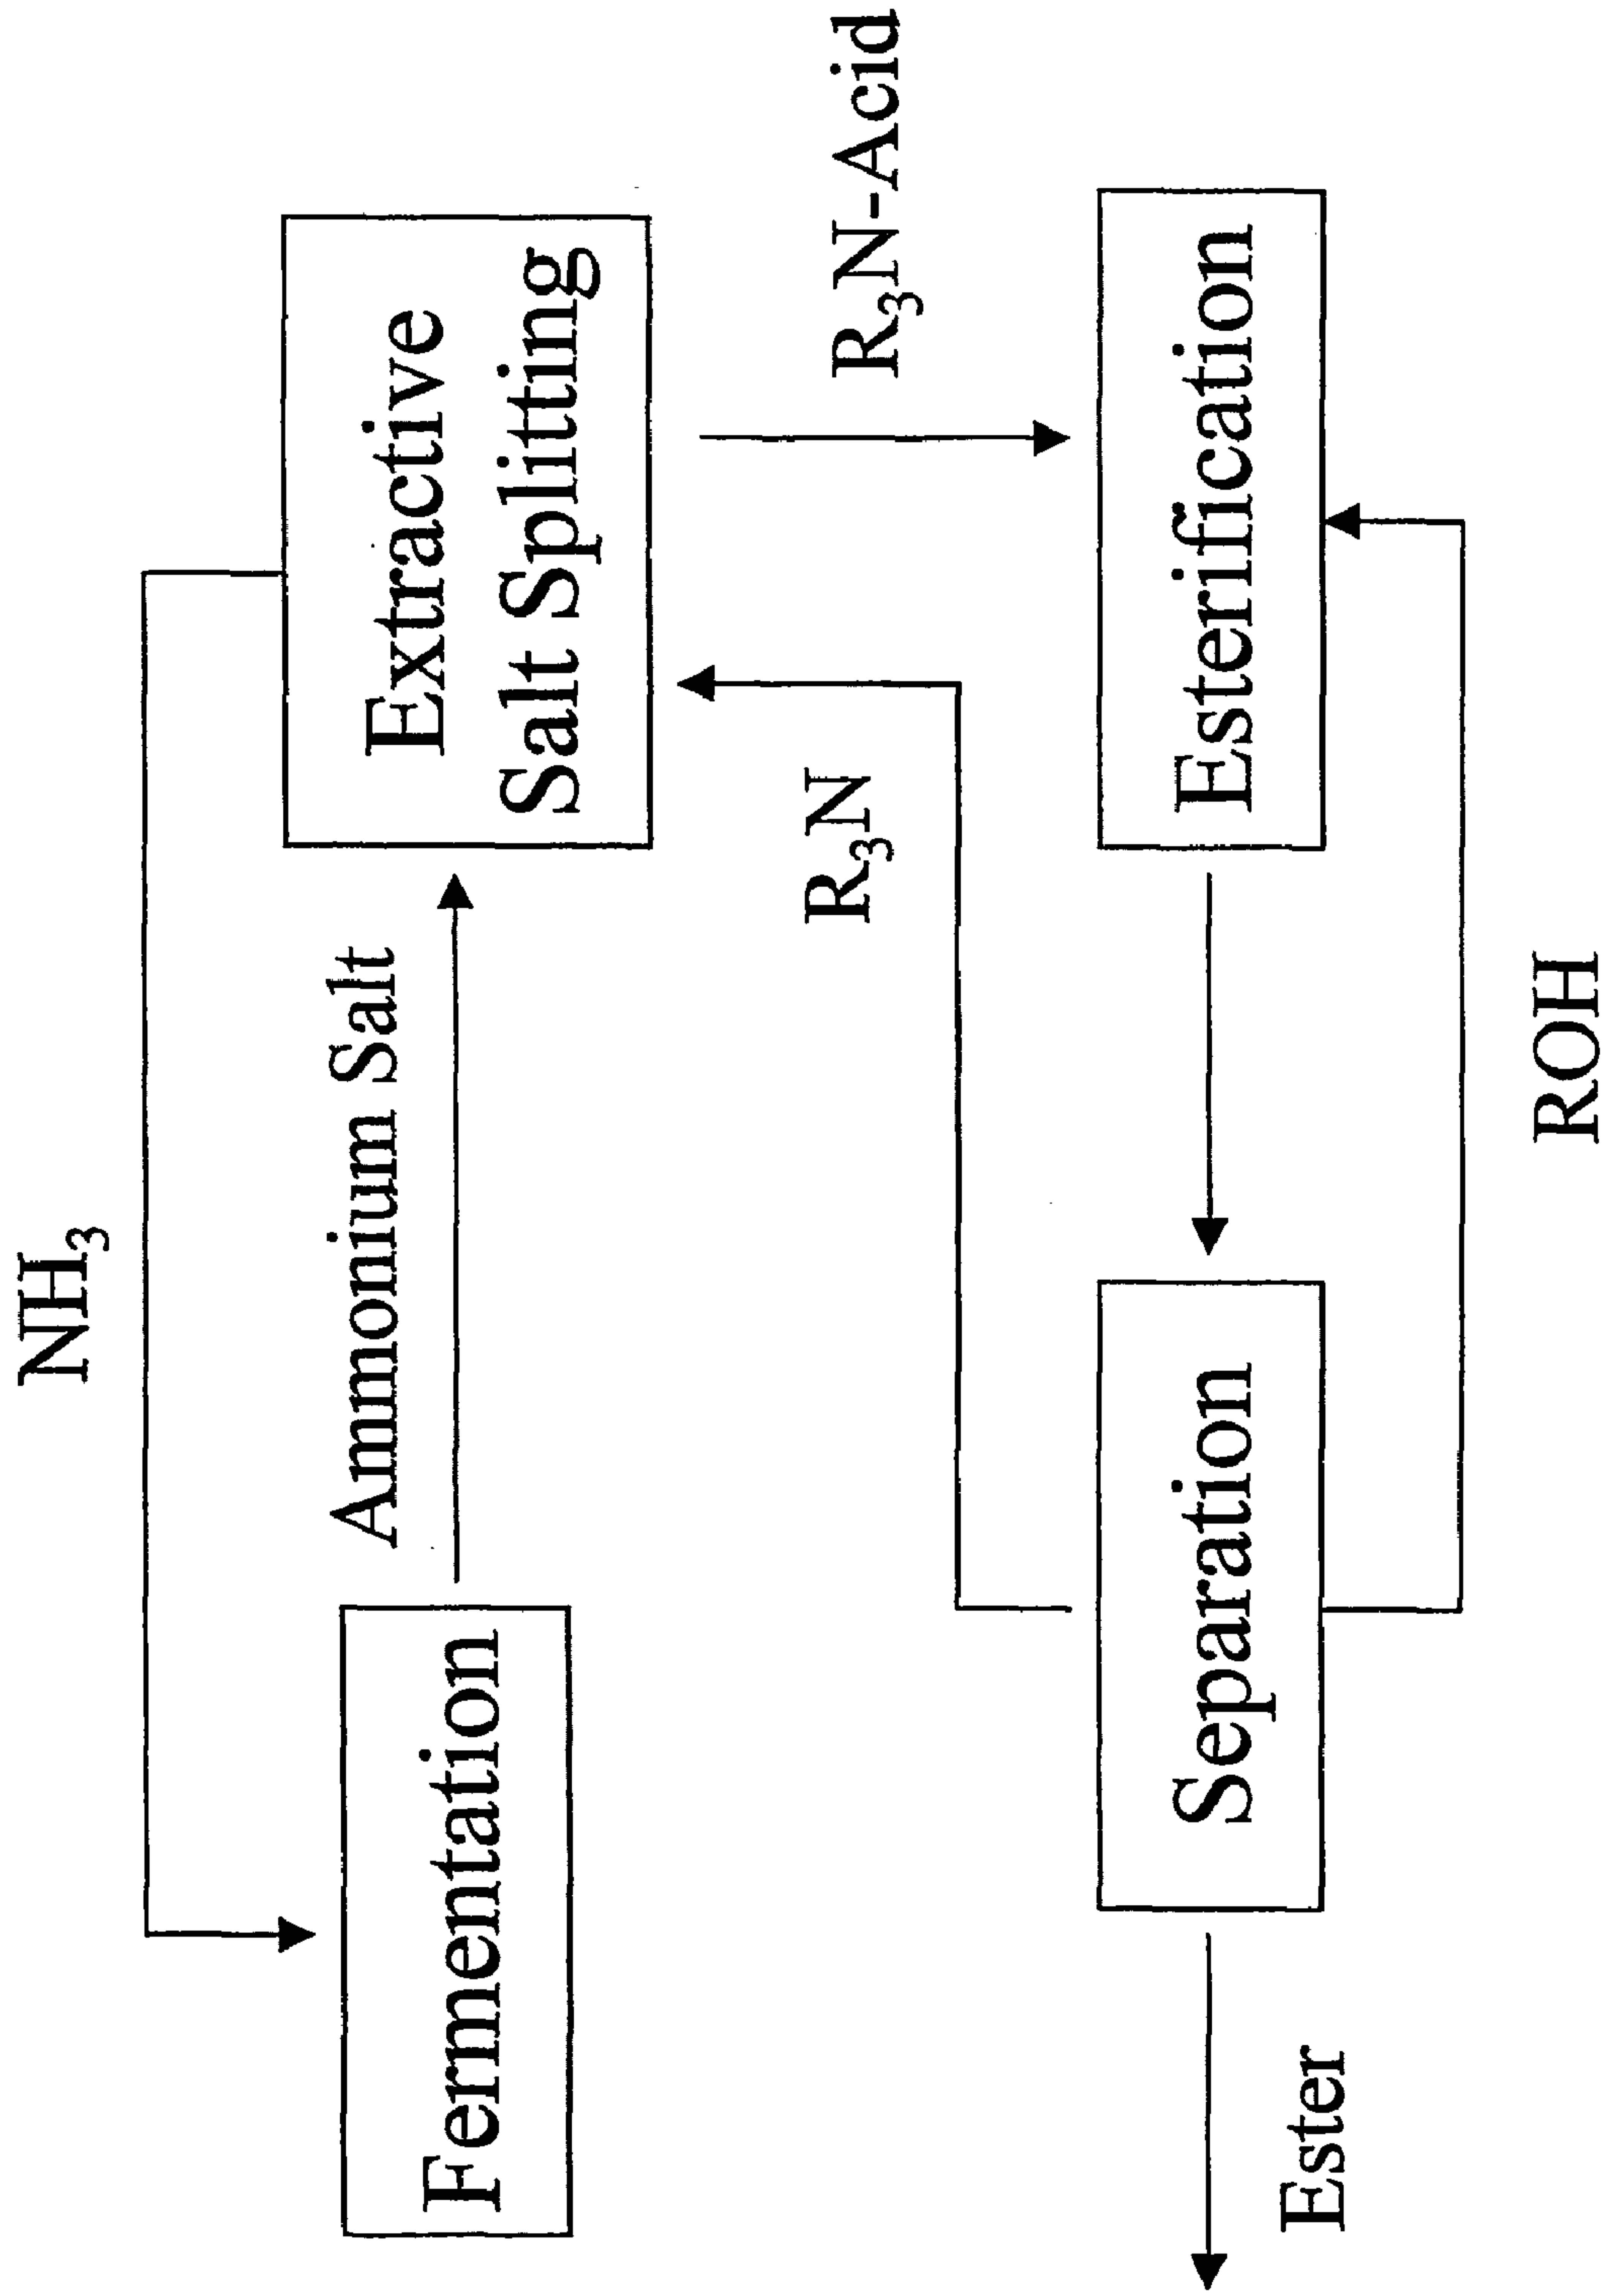 NH₃
Fermentation
Ammonium Salt
Extractive
Salt Splitting
R₃N
R₃N-Acid
Separation
Esterification
Ester
ROH